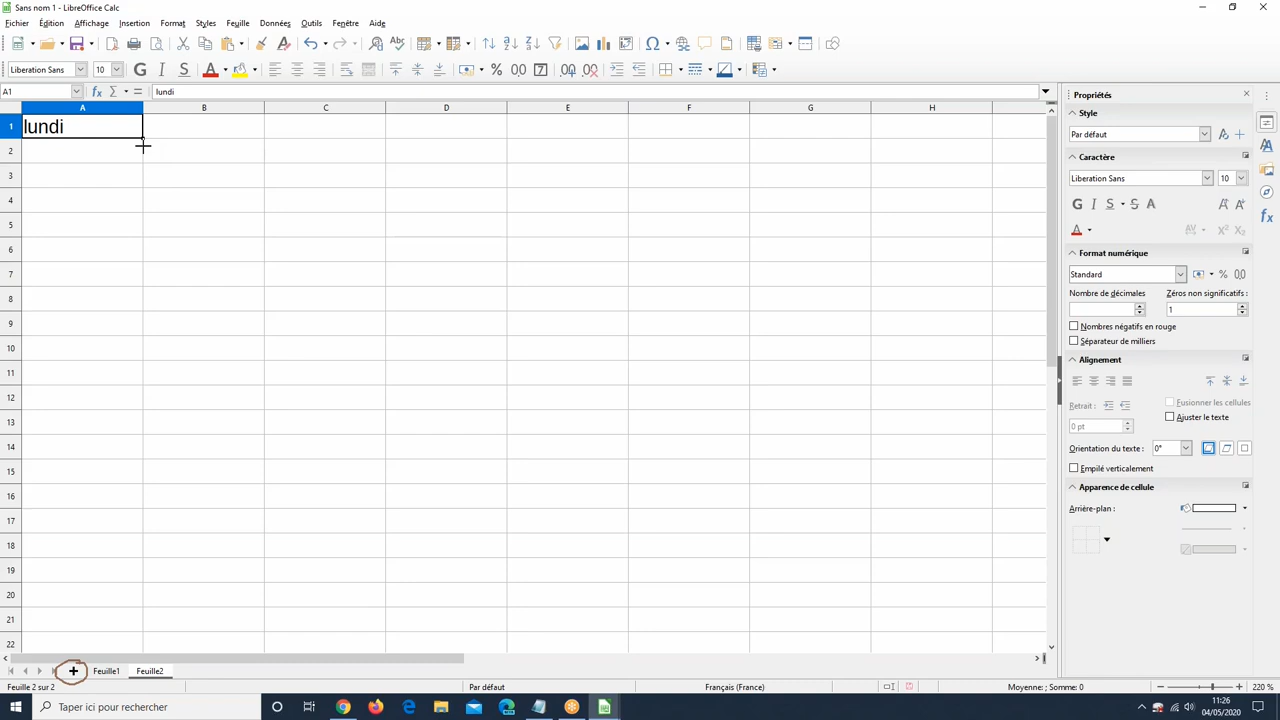 Sans nom 1 - LibreOffice Calc
Fichier Édition Affichage Insertion Format Styles Feuille Données Outils Fenêtre Aide
Liberation Sans 10 G I S
A1 lundi
A B C D E F G H
1 lundi
2
3
4
5
6
7
8
9
10
11
12
13
14
15
16
17
18
19
20
21
22
Propriétés
Style
Par défaut
Caractère
Liberation Sans 10
G I S S A
Format numérique
Standard
Nombre de décimales Zéros non significatifs :
1
Nombres négatifs en rouge
Séparateur de milliers
Alignement
Retrait : Fusionner les cellules
0 pt Ajuster le texte
Orientation du texte : 0°
Empilé verticalement
Apparence de cellule
Arrière-plan :
Feuille1 Feuille2
Feuille 2 sur 2 Par défaut Français (France) Moyenne: ; Somme: 0 220 %
Taper ici pour rechercher
11:26
04/05/2020